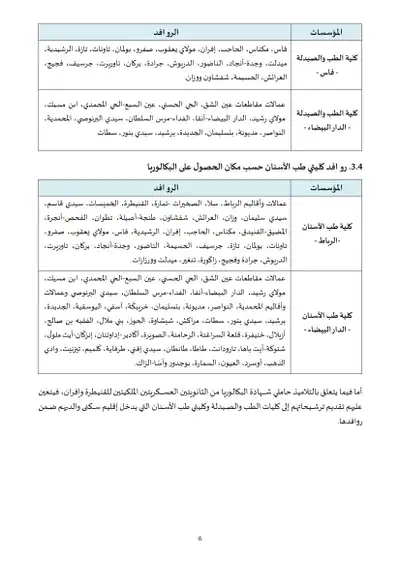 المؤسسات
الروافد
كلية الطب والصيدلة
- فاس -
فاس، مكناس، الحاجب، إفران، مولاي يعقوب، صفرو، بولمان، تاونات، تازة، الرشيدية،
ميدلت، وجدة-أنجاد، الناضور، الدريوش، جرادة، بركان، تاوريرت، جرسيف، فجيج،
العرائش، الحسيمة، شفشاون ووزان.
كلية الطب والصيدلة
- الدار البيضاء -
عمالات مقاطعات عين الشق، الحي الحسني، عين السبع-الحي المحمدي، ابن مسيك،
مولاي رشيد، الدار البيضاء-أنفا، الفداء-مرس السلطان، سيدي البرنوصي، المحمدية،
النواصر، مديونة، بنسليمان، الجديدة، برشيد، سيدي بنور، سطات
3.4. روافد كليتي طب الأسنان حسب مكان الحصول على البكالوريا
المؤسسات
الروافد
كلية طب الأسنان
-الرباط -
عمالات وأقاليم الرباط، سلا، الصخيرات -تمارة، القنيطرة، الخميسات، سيدي قاسم،
سيدي سليمان، وزان، العرائش، شفشاون، طنجة-أصيلة، تطوان، الفحص-أنجرة،
المضيق-الفنيدق، مكناس، الحاجب، إفران، الرشيدية، فاس، مولاي يعقوب، صفرو،
تاونات، بولمان، تازة، جرسيف، الحسيمة، الناضور، وجدة-أنجاد، بركان، تاوريرت،
الدريوش، جرادة وفجيج، زاكورة، تنغير، ميدلت وورزازات.
كلية طب الأسنان
- الدار البيضاء -
عمالات مقاطعات عين الشق، الحي الحسني، عين السبع-الحي المحمدي، ابن مسيك،
مولاي رشيد، الدار البيضاء-أنفا، الفداء-مرس السلطان، سيدي البرنوصي وعمالات
وأقاليم المحمدية، النواصر، مديونة، بنسليمان، خريبكة، آسفي، اليوسفية، الجديدة،
برشيد، سيدي بنور، سطات، مراكش، شيشاوة، الحوز، بني ملال، الفقيه بن صالح،
أزيلال، خنيفرة، قلعة السراغنة، الرحامنة، الصويرة، أكادير-إداوتنان، إنزكان-آيت ملول،
شتوكة-آيت باها، تارودانت، طاطا، طانطان، سيدي إفني، طرفاية، كلميم، تيزنيت، وادي
الذهب، أوسرد، العيون، السمارة، بوجدور وآسا-الزاك.
أما فيما يتعلق بالتلاميذ حاملي شهادة البكالوريا من الثانويتين العسكريتين الملكيتين للقنيطرة وإفران، فيتعين
عليهم تقديم ترشيحاتهم إلى كليات الطب والصيدلة وكليتي طب الأسنان التي يدخل إقليم سكنى والديهم ضمن
روافدها.
6